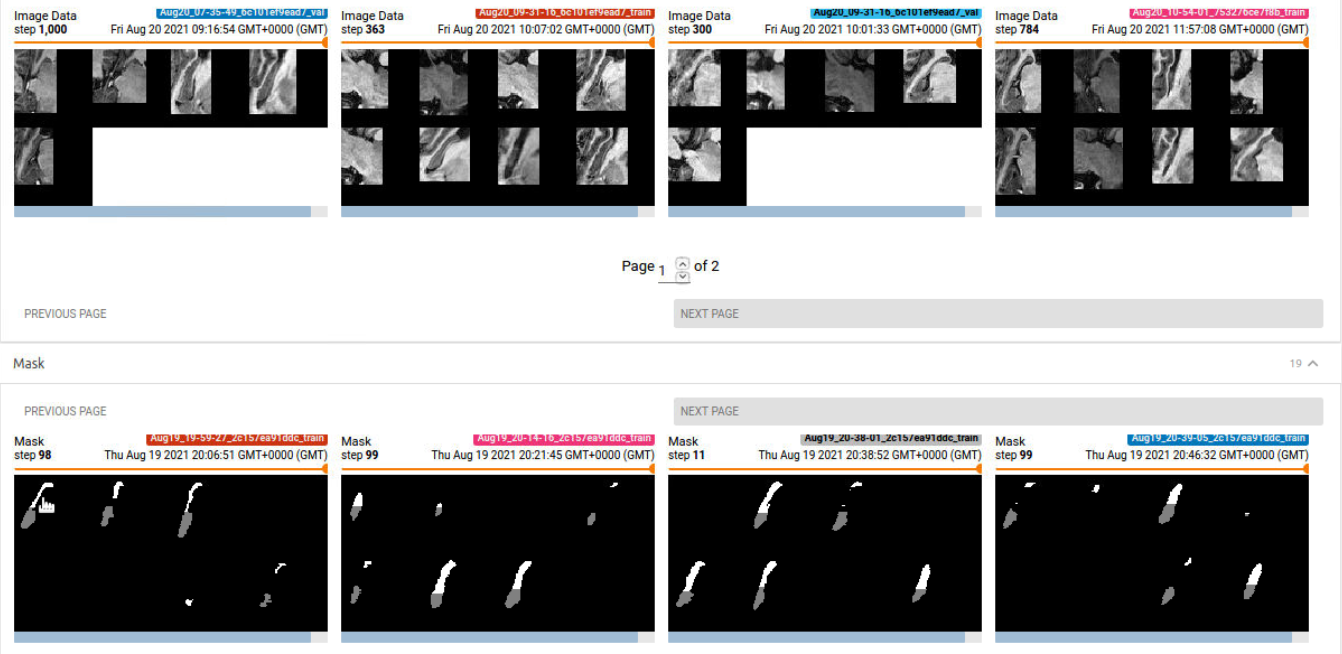 Image Data
Aug20_07-35-49_6c101ef9ead7_val
step 1,000 Fri Aug 20 2021 09:16:54 GMT+0000 (GMT)
Image Data
Aug20_09-31-16_6c101ef9ead7_train
step 363 Fri Aug 20 2021 10:07:02 GMT+0000 (GMT)
Image Data
Aug20_09-31-16_6c101ef9ead7_val
step 300 Fri Aug 20 2021 10:01:33 GMT+0000 (GMT)
Image Data
Aug20_10-54-01_753276ce7f8b_train
step 784 Fri Aug 20 2021 11:57:08 GMT+0000 (GMT)
Page 1 of 2
PREVIOUS PAGE
NEXT PAGE
Mask
19
PREVIOUS PAGE
NEXT PAGE
Mask
Aug19_19-59-27_2c157ea91ddc_train
step 98 Thu Aug 19 2021 20:06:51 GMT+0000 (GMT)
Mask
Aug19_20-14-16_2c157ea91ddc_train
step 99 Thu Aug 19 2021 20:21:45 GMT+0000 (GMT)
Mask
Aug19_20-38-01_2c157ea91ddc_train
step 11 Thu Aug 19 2021 20:38:52 GMT+0000 (GMT)
Mask
Aug19_20-39-05_2c157ea91ddc_train
step 99 Thu Aug 19 2021 20:46:32 GMT+0000 (GMT)